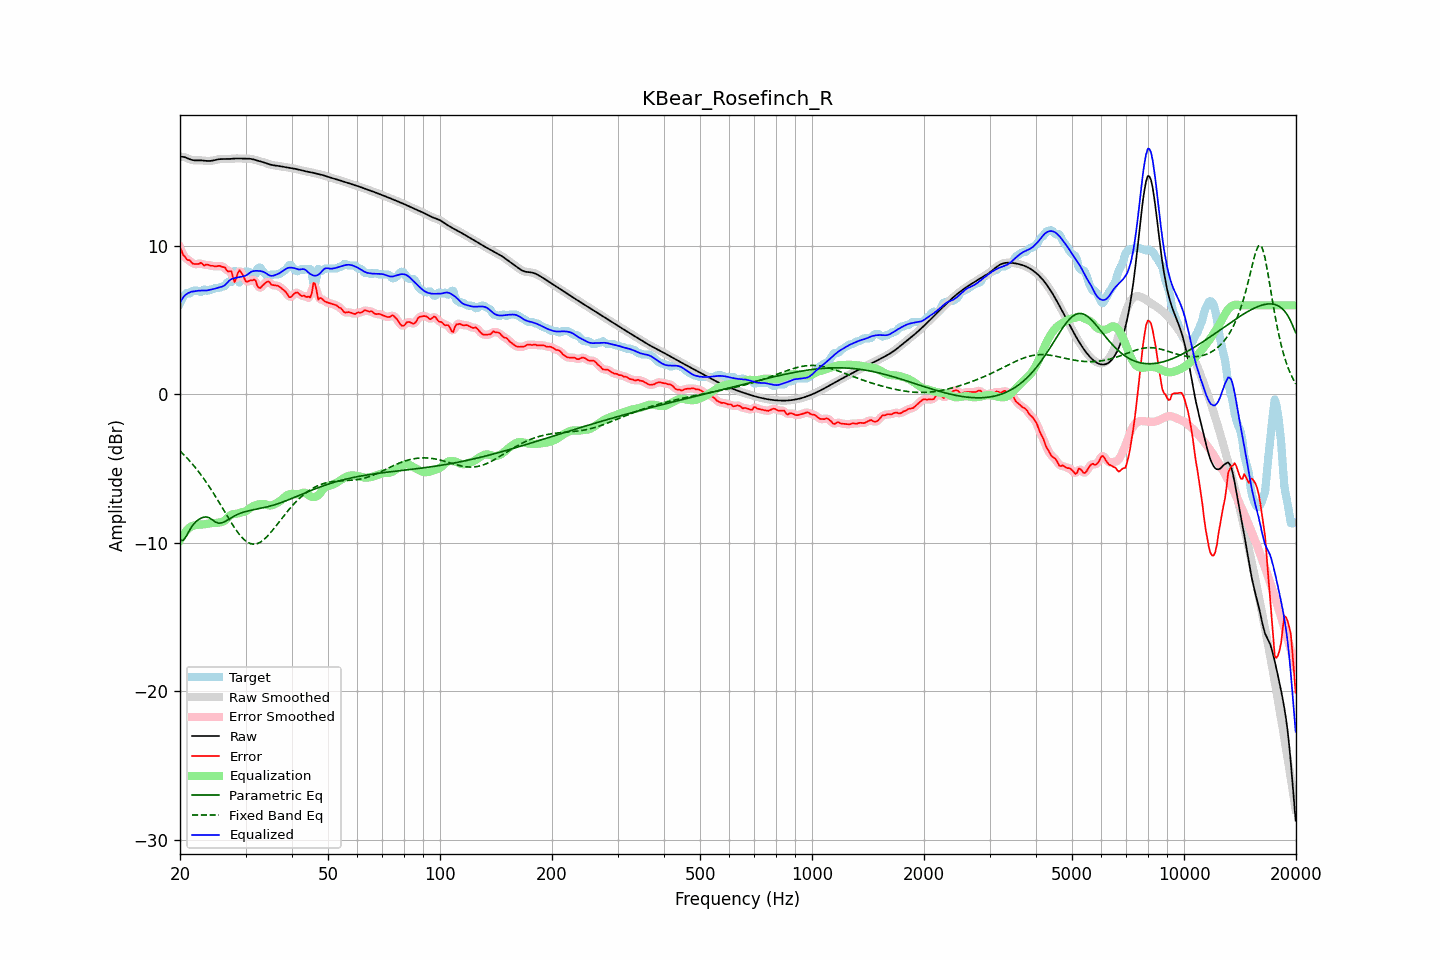 KBear_Rosefinch_R
Amplitude (dBr)
10
0
−10
−20
−30
Target
Raw Smoothed
Error Smoothed
Raw
Error
Equalization
Parametric Eq
Fixed Band Eq
Equalized
20 50 100 200 500 1000 2000 5000 10000 20000
Frequency (Hz)